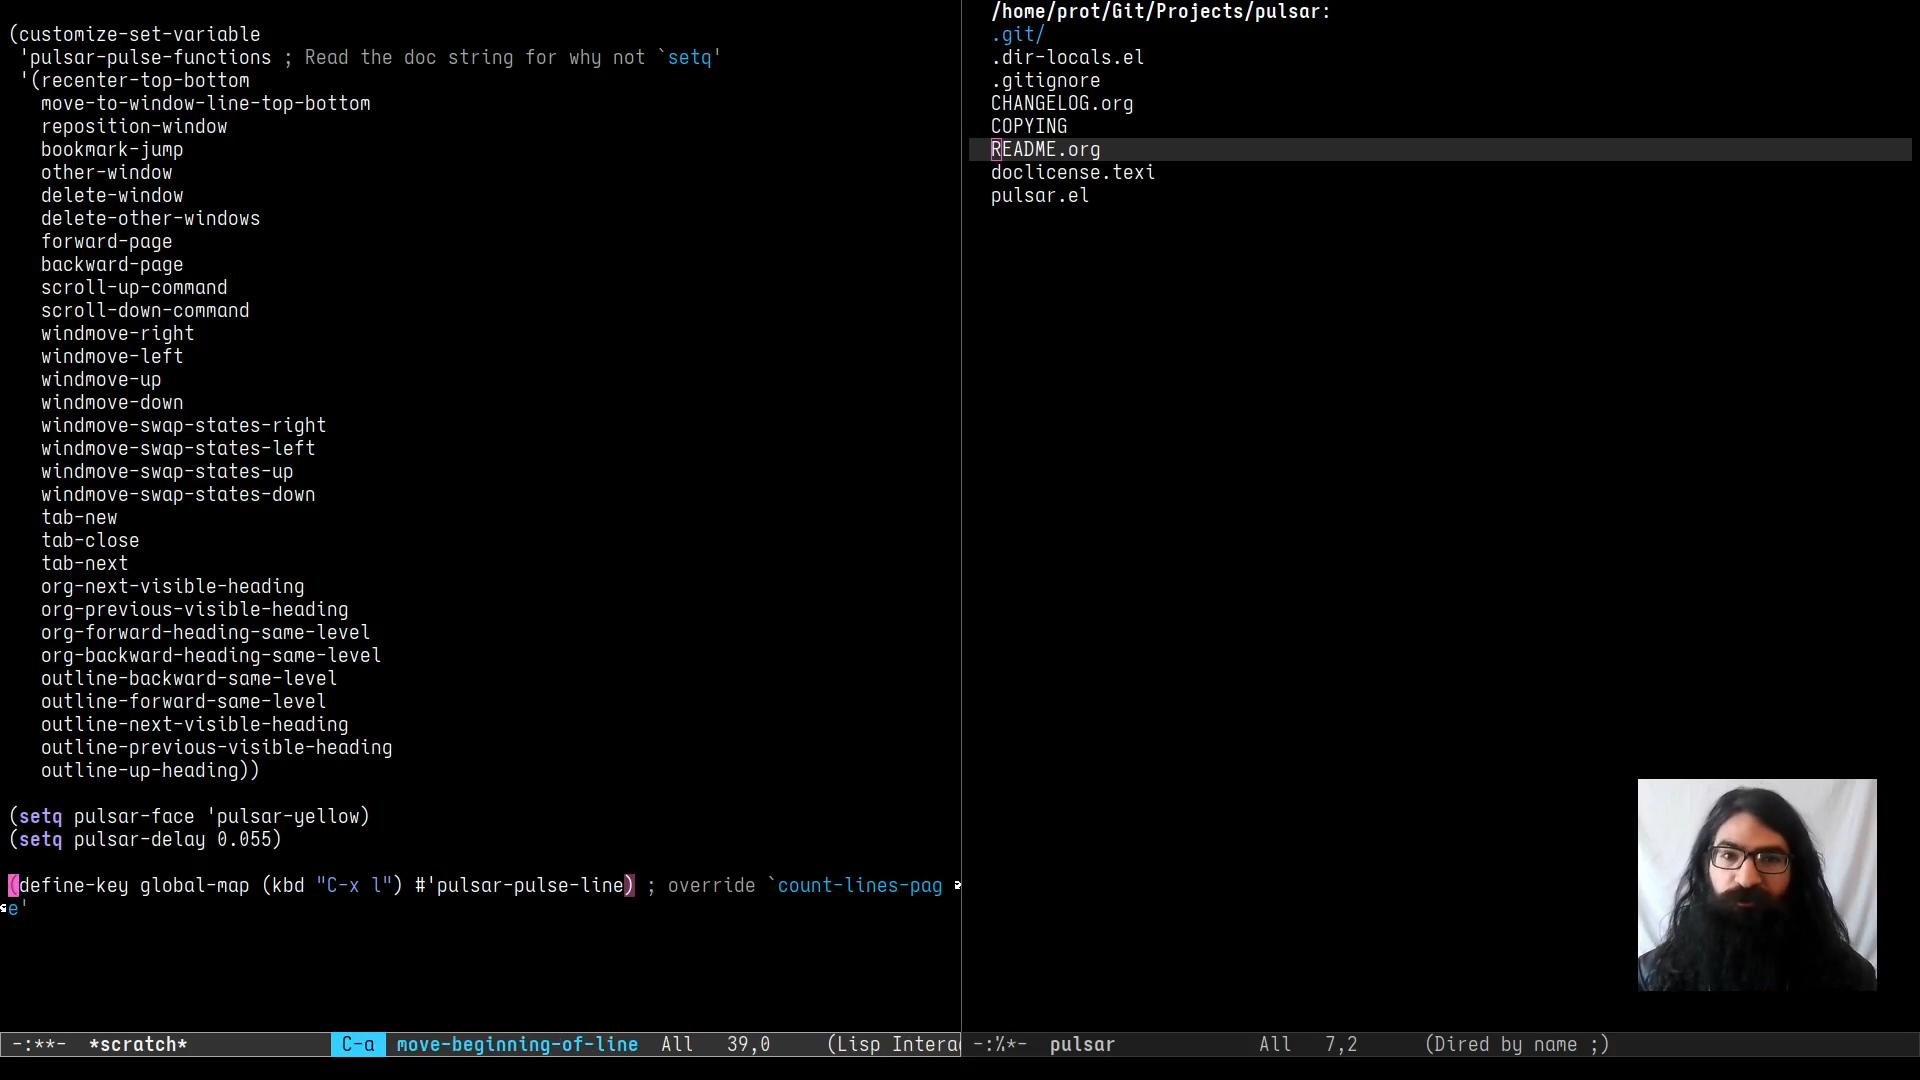 (customize-set-variable
 'pulsar-pulse-functions ; Read the doc string for why not `setq'
 '(recenter-top-bottom
   move-to-window-line-top-bottom
   reposition-window
   bookmark-jump
   other-window
   delete-window
   delete-other-windows
   forward-page
   backward-page
   scroll-up-command
   scroll-down-command
   windmove-right
   windmove-left
   windmove-up
   windmove-down
   windmove-swap-states-right
   windmove-swap-states-left
   windmove-swap-states-up
   windmove-swap-states-down
   tab-new
   tab-close
   tab-next
   org-next-visible-heading
   org-previous-visible-heading
   org-forward-heading-same-level
   org-backward-heading-same-level
   outline-backward-same-level
   outline-forward-same-level
   outline-next-visible-heading
   outline-previous-visible-heading
   outline-up-heading))
(setq pulsar-face 'pulsar-yellow)
(setq pulsar-delay 0.055)
(define-key global-map (kbd "C-x l") #'pulsar-pulse-line) ; override `count-lines-pag
e'
-:**-  *scratch*  C-a  move-beginning-of-line  All  39,0  (Lisp Intera
/home/prot/Git/Projects/pulsar:
.git/
.dir-locals.el
.gitignore
CHANGELOG.org
COPYING
README.org
doclicense.texi
pulsar.el
-:%*-  pulsar  All  7,2  (Dired by name ;)